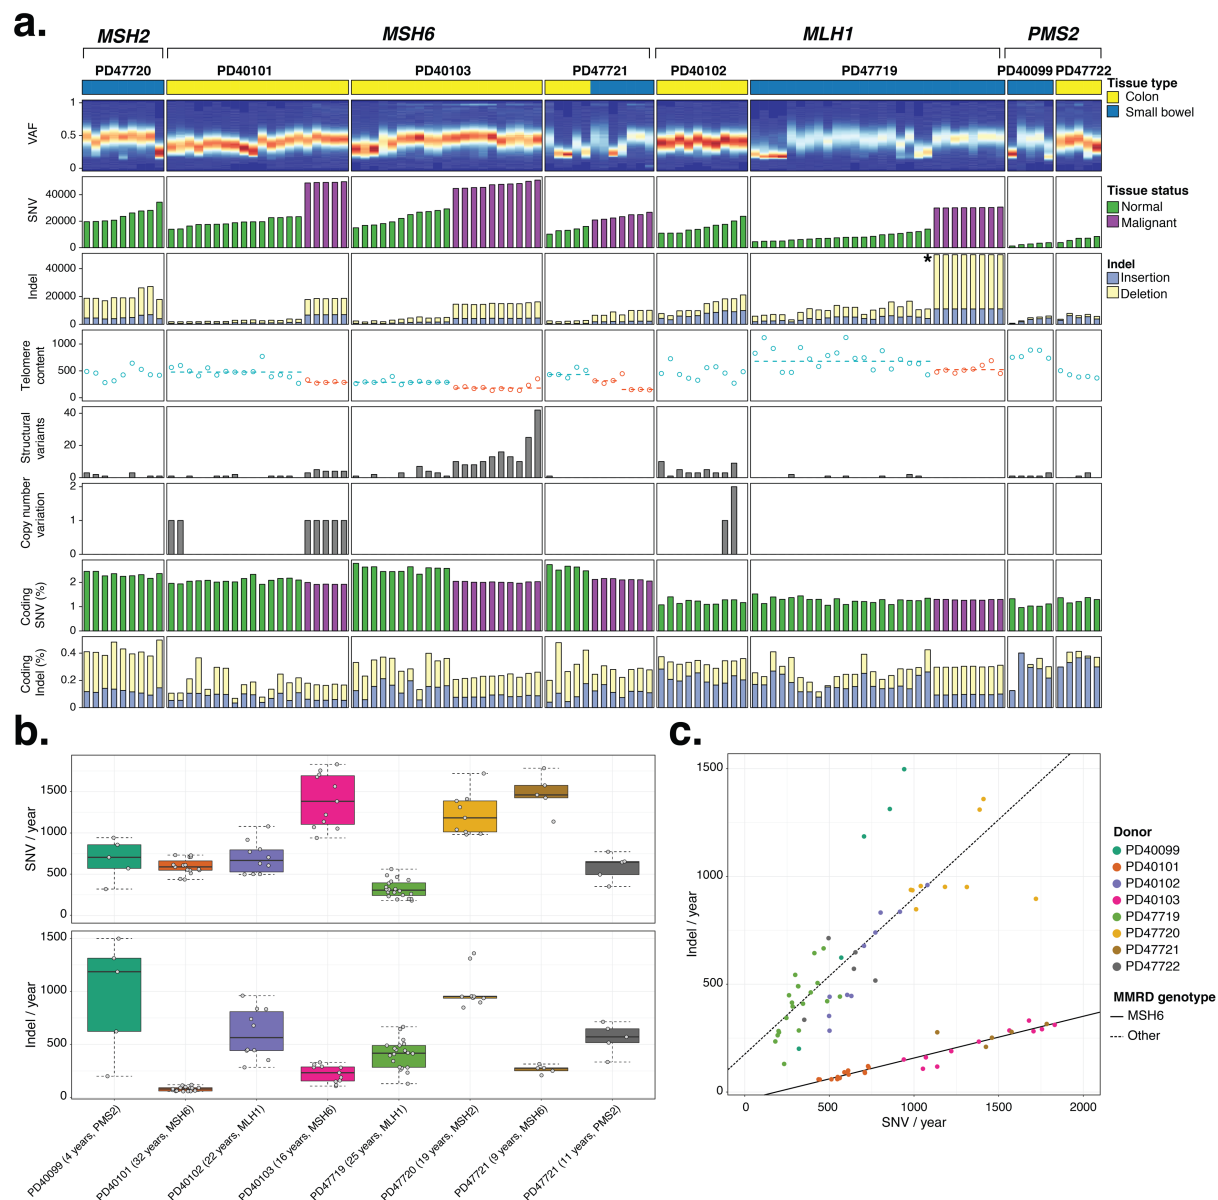 a.
MSH2
MSH6
MLH1
PMS2
PD47720
PD40101
PD40103
PD47721
PD40102
PD47719
PD40099
PD47722
Tissue type
Colon
Small bowel
VAF
1
0.5
0
Tissue status
Normal
Malignant
SNV
40000
20000
0
Indel
Insertion
Deletion
Indel
40000
20000
0
*
Telomere
content
1000
500
0
Structural
variants
40
20
0
Copy number
variation
2
1
0
Coding
SNV (%)
2
1
0
Coding
Indel (%)
0.4
0.2
0
b.
SNV / year
1500
1000
500
0
Indel / year
1500
1000
500
0
PD40099 (4 years, PMS2)
PD40101 (32 years, MSH6)
PD40102 (22 years, MLH1)
PD40103 (16 years, MSH6)
PD47719 (25 years, MLH1)
PD47720 (19 years, MSH2)
PD47721 (9 years, MSH6)
PD47721 (11 years, PMS2)
c.
Indel / year
1500
1000
500
0
0
500
1000
1500
2000
SNV / year
Donor
PD40099
PD40101
PD40102
PD40103
PD47719
PD47720
PD47721
PD47722
MMRD genotype
MSH6
Other